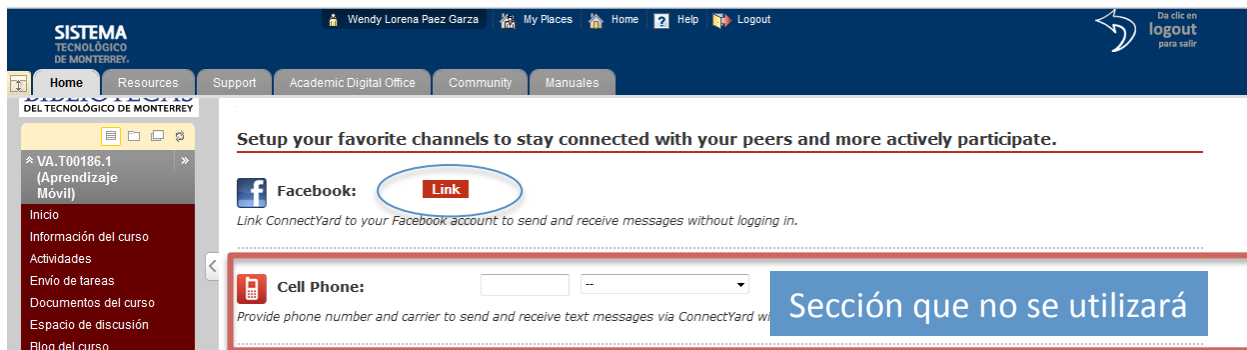 SISTEMA
TECNOLÓGICO
DE MONTERREY.
Wendy Lorena Paez Garza My Places Home ? Help Logout
Da clic en
logout
para salir
Home Resources Support Academic Digital Office Community Manuales
BIBLIOTECAS
DEL TECNOLÓGICO DE MONTERREY
VA.T00186.1
(Aprendizaje
Móvil)
Inicio
Información del curso
Actividades
Envío de tareas
Documentos del curso
Espacio de discusión
Blog del curso
Setup your favorite channels to stay connected with your peers and more actively participate.
Facebook: Link
Link ConnectYard to your Facebook account to send and receive messages without logging in.
Cell Phone: --
Provide phone number and carrier to send and receive text messages via ConnectYard
Sección que no se utilizará